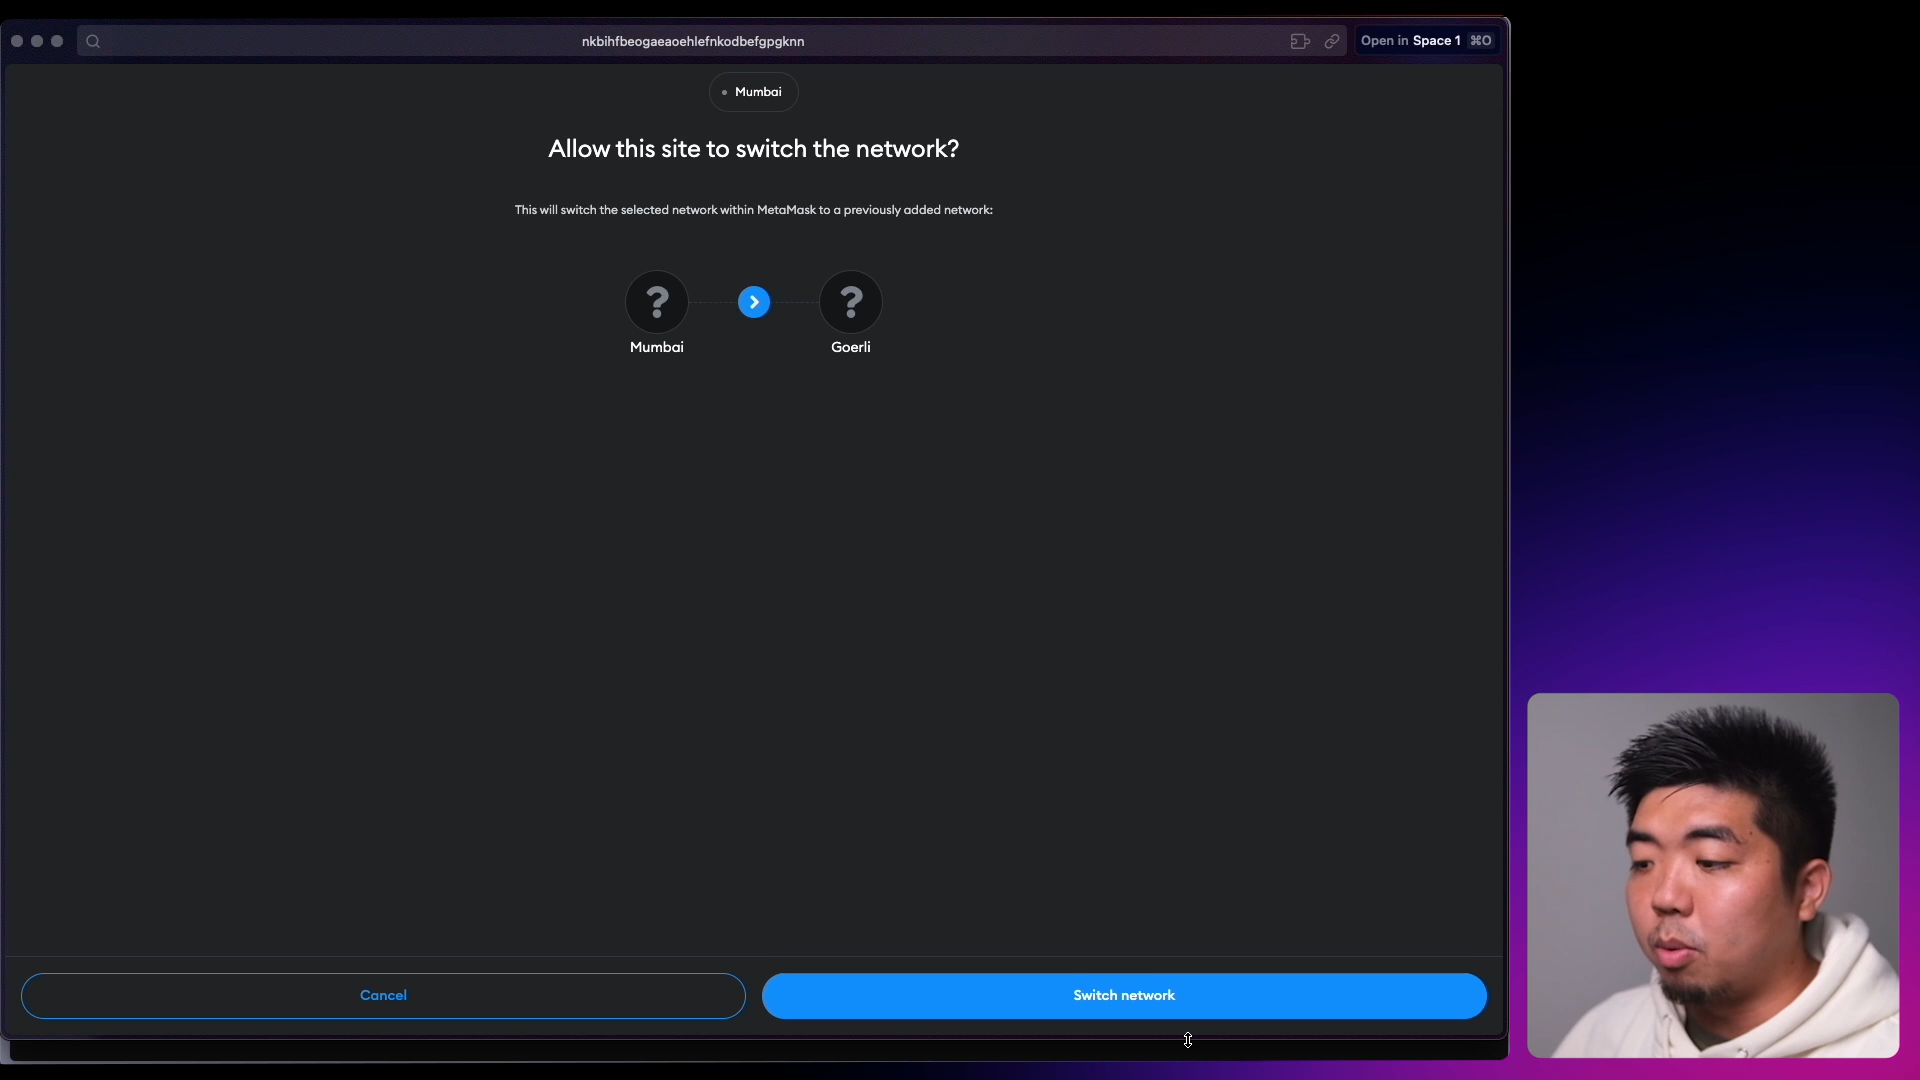 nkbihfbeogaeaoehlefnkodbefgpgknn
Open in Space 1 ⌘O
Mumbai
Allow this site to switch the network?
This will switch the selected network within MetaMask to a previously added network:
? ?
Mumbai Goerli
Cancel Switch network